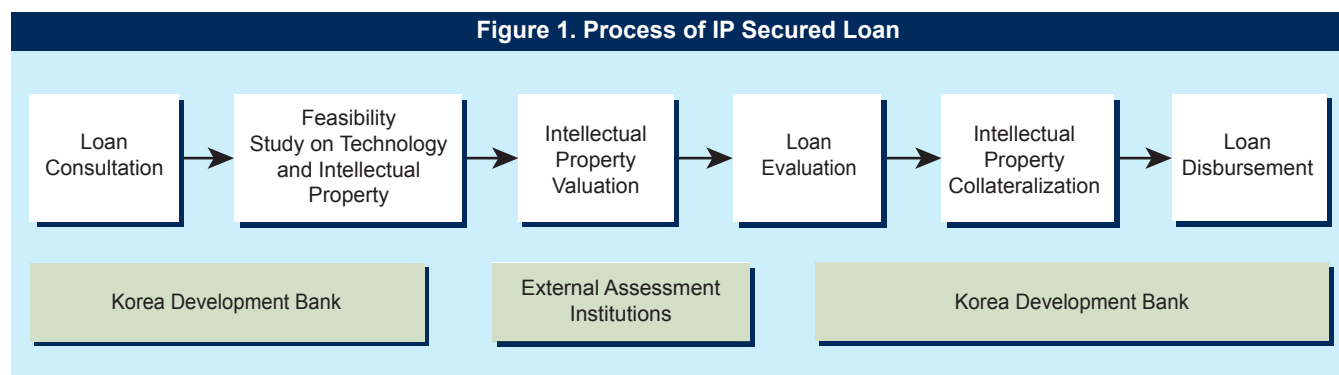 Figure 1. Process of IP Secured Loan
Loan
Consultation
Feasibility
Study on Technology
and Intellectual
Property
Intellectual
Property
Valuation
Loan
Evaluation
Intellectual
Property
Collateralization
Loan
Disbursement
Korea Development Bank
External Assessment
Institutions
Korea Development Bank